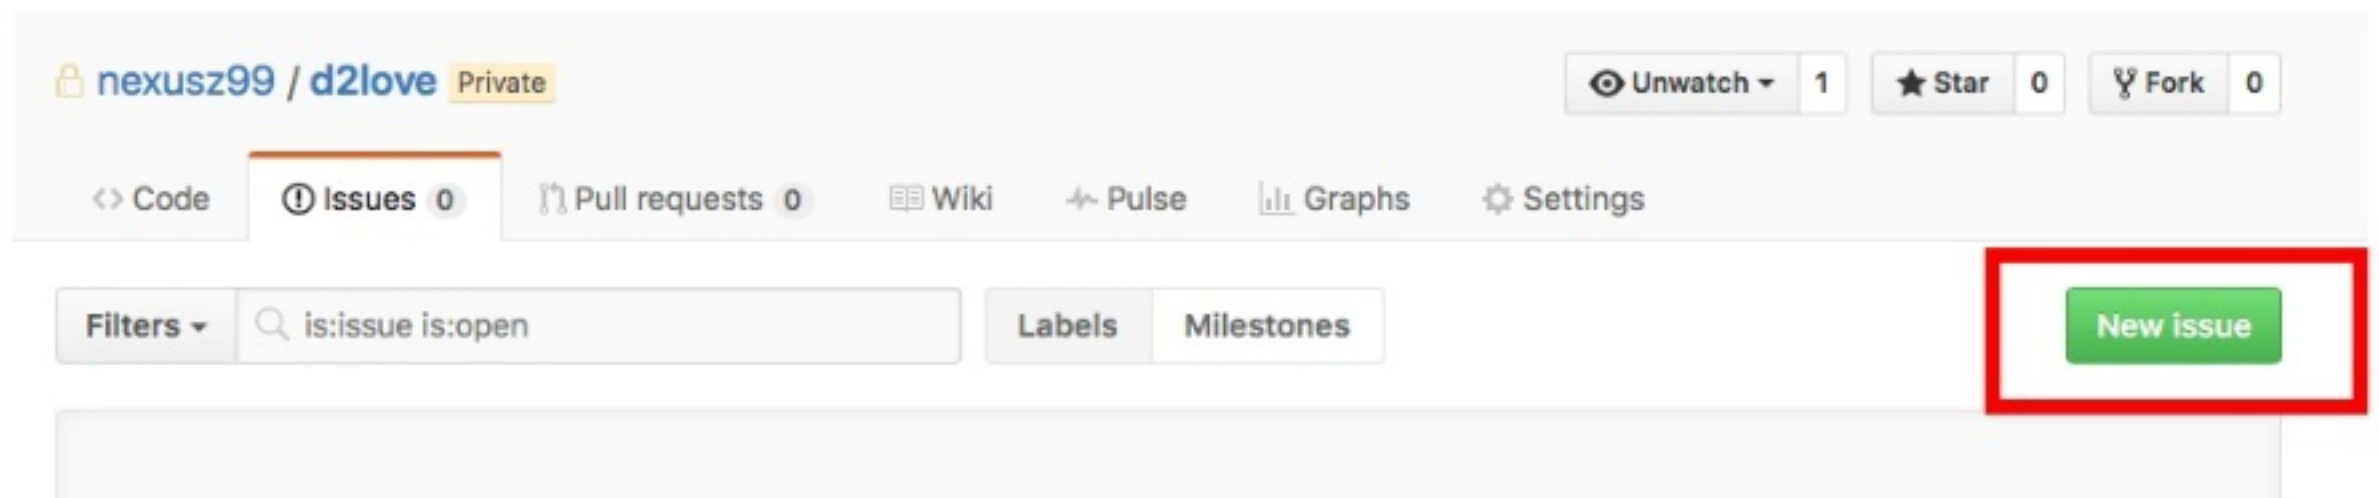 nexusz99 / d2love Private Unwatch 1 Star 0 Fork 0
Code Issues 0 Pull requests 0 Wiki Pulse Graphs Settings
Filters is:issue is:open Labels Milestones New issue